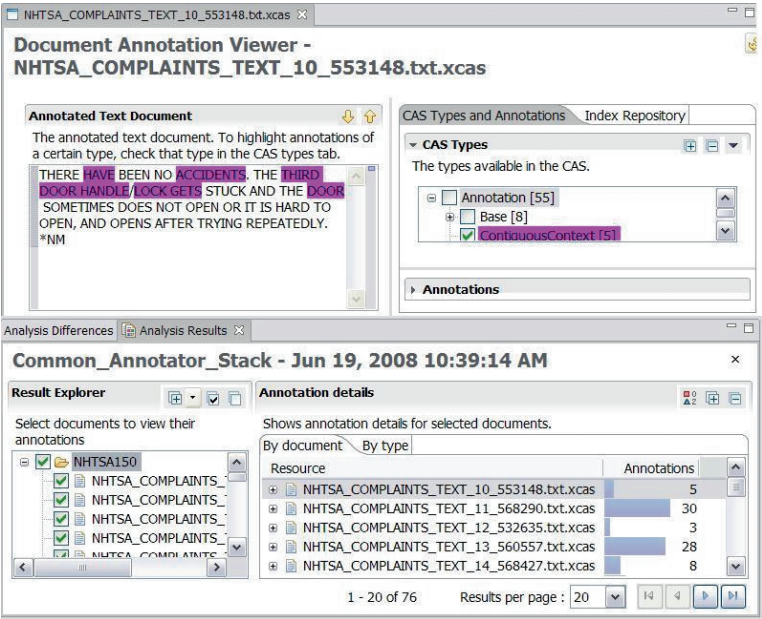 NHTSA_COMPLAINTS_TEXT_10_553148.txt.xcas
Document Annotation Viewer -
NHTSA_COMPLAINTS_TEXT_10_553148.txt.xcas
Annotated Text Document
The annotated text document. To highlight annotations of
a certain type, check that type in the CAS types tab.
THERE HAVE BEEN NO ACCIDENTS. THE THIRD
DOOR HANDLE/LOCK GETS STUCK AND THE DOOR
SOMETIMES DOES NOT OPEN OR IT IS HARD TO
OPEN, AND OPENS AFTER TRYING REPEATEDLY.
*NM
CAS Types and Annotations Index Repository
CAS Types
The types available in the CAS.
Annotation [55]
Base [8]
ContiguousContext [5]
Annotations
Analysis Differences Analysis Results
Common_Annotator_Stack - Jun 19, 2008 10:39:14 AM
Result Explorer
Select documents to view their
annotations
NHTSA150
NHTSA_COMPLAINTS_
NHTSA_COMPLAINTS_
NHTSA_COMPLAINTS_
NHTSA_COMPLAINTS_
NHTSA_COMPLAINTS
Annotation details
Shows annotation details for selected documents.
By document By type
Resource Annotations
NHTSA_COMPLAINTS_TEXT_10_553148.txt.xcas 5
NHTSA_COMPLAINTS_TEXT_11_568290.txt.xcas 30
NHTSA_COMPLAINTS_TEXT_12_532635.txt.xcas 3
NHTSA_COMPLAINTS_TEXT_13_560557.txt.xcas 28
NHTSA_COMPLAINTS_TEXT_14_568427.txt.xcas 8
1 - 20 of 76 Results per page : 20